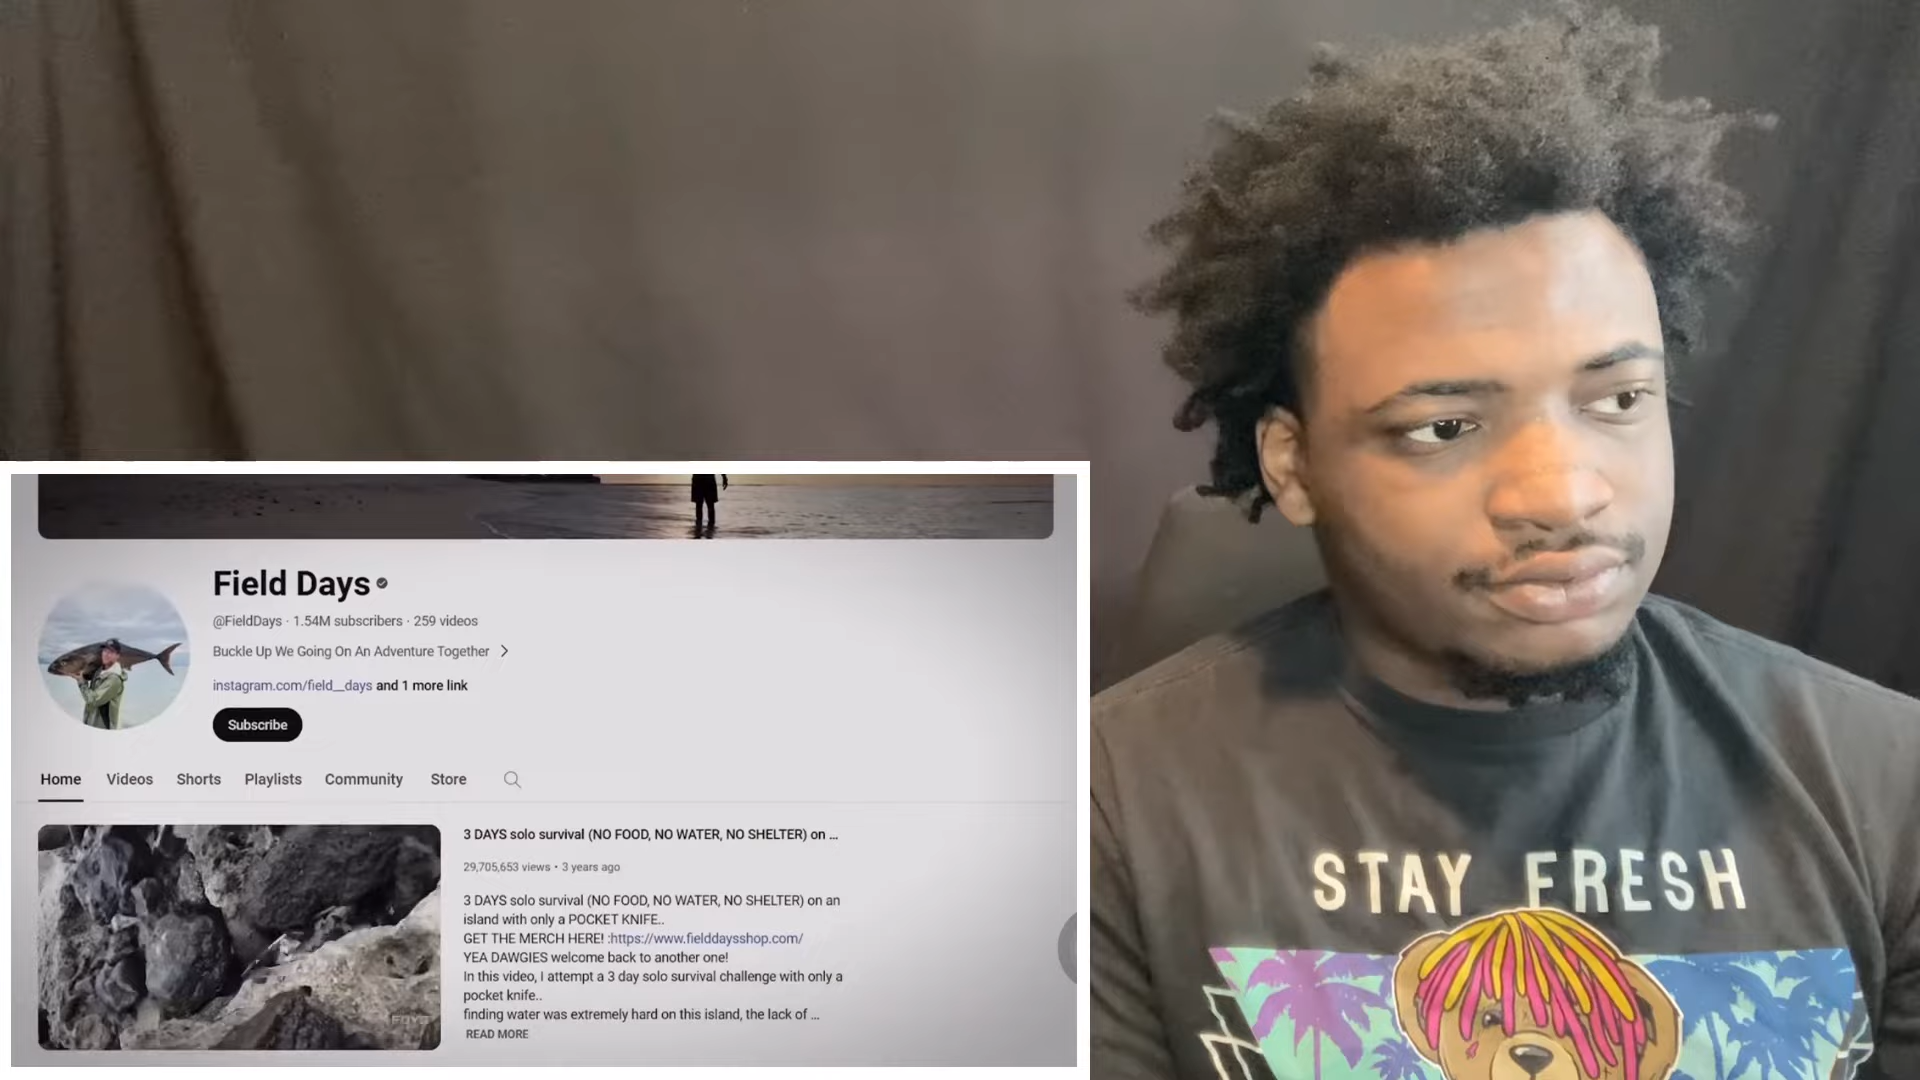 Field Days
@FieldDays · 1.54M subscribers · 259 videos
Buckle Up We Going On An Adventure Together
instagram.com/field__days and 1 more link
Subscribe
Home Videos Shorts Playlists Community Store
3 DAYS solo survival (NO FOOD, NO WATER, NO SHELTER) on ...
29,705,653 views • 3 years ago
3 DAYS solo survival (NO FOOD, NO WATER, NO SHELTER) on an
island with only a POCKET KNIFE..
GET THE MERCH HERE! :https://www.fielddaysshop.com/
YEA DAWGIES welcome back to another one!
In this video, I attempt a 3 day solo survival challenge with only a
pocket knife..
finding water was extremely hard on this island, the lack of ...
READ MORE
STAY FRESH